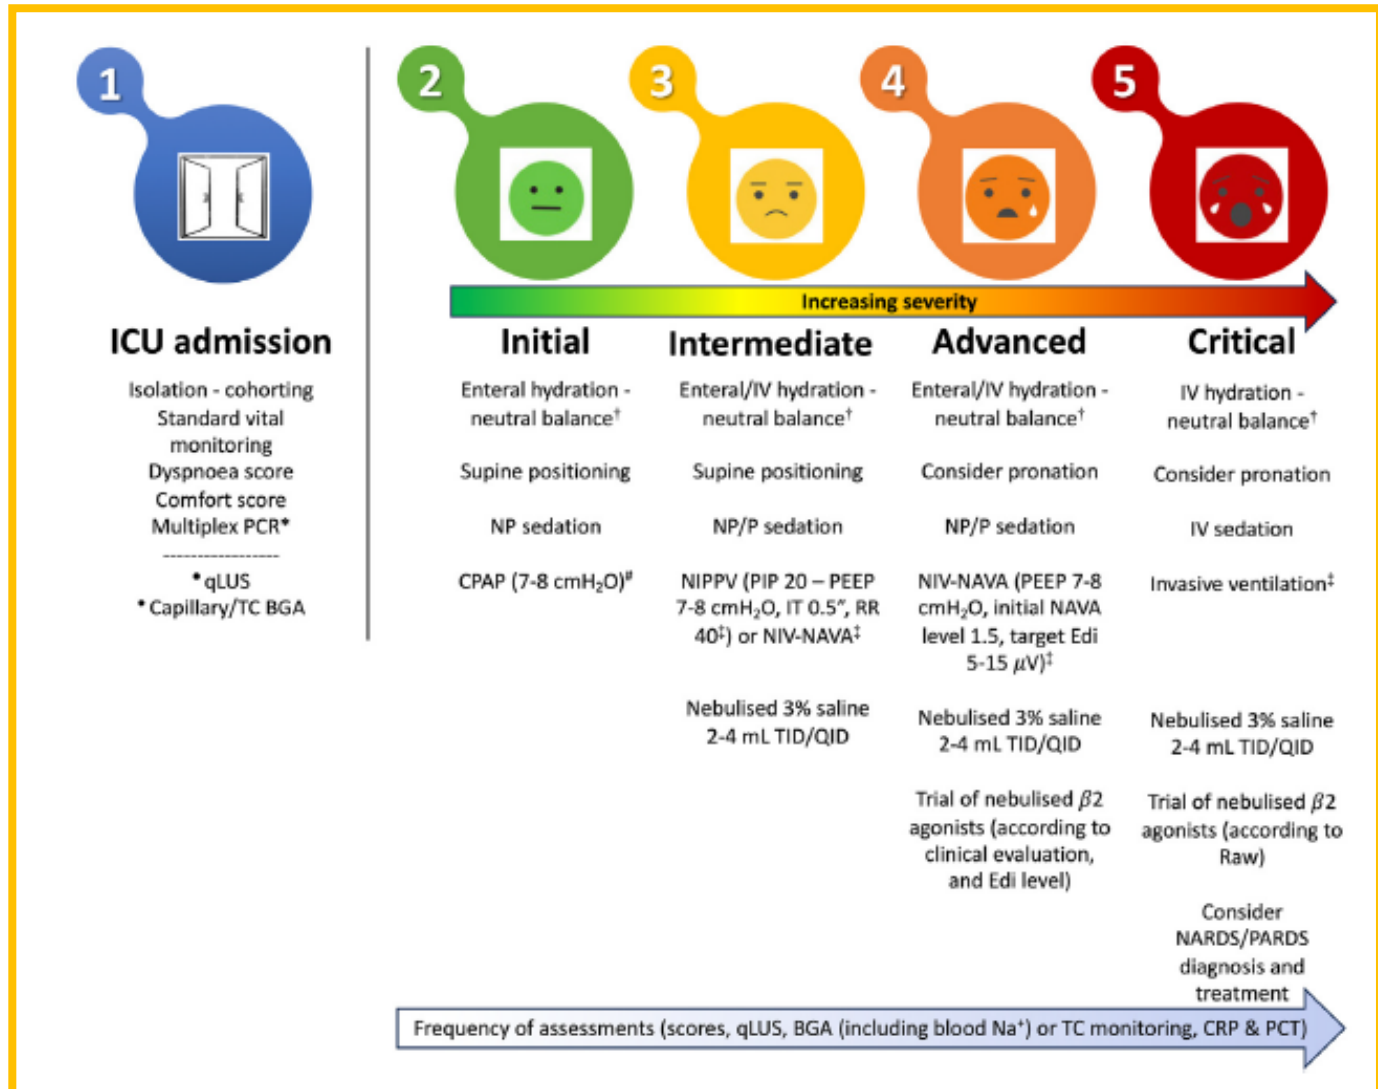 1
2
3
4
5
Increasing severity
ICU admission
Isolation - cohorting
Standard vital
monitoring
Dyspnoea score
Comfort score
Multiplex PCR*
-----------------
*qLUS
*Capillary/TC BGA
Initial
Enteral hydration -
neutral balance†
Supine positioning
NP sedation
CPAP (7-8 cmH₂O)#
Intermediate
Enteral/IV hydration -
neutral balance†
Supine positioning
NP/P sedation
NIPPV (PIP 20 – PEEP
7-8 cmH₂O, IT 0.5″, RR
40‡) or NIV-NAVA‡
Nebulised 3% saline
2-4 mL TID/QID
Advanced
Enteral/IV hydration -
neutral balance†
Consider pronation
NP/P sedation
NIV-NAVA (PEEP 7-8
cmH₂O, initial NAVA
level 1.5, target Edi
5-15 μV)‡
Nebulised 3% saline
2-4 mL TID/QID
Trial of nebulised β2
agonists (according to
clinical evaluation,
and Edi level)
Critical
IV hydration -
neutral balance†
Consider pronation
IV sedation
Invasive ventilation‡
Nebulised 3% saline
2-4 mL TID/QID
Trial of nebulised β2
agonists (according to
Raw)
Consider
NARDS/PARDS
diagnosis and
treatment
Frequency of assessments (scores, qLUS, BGA (including blood Na⁺) or TC monitoring, CRP & PCT)